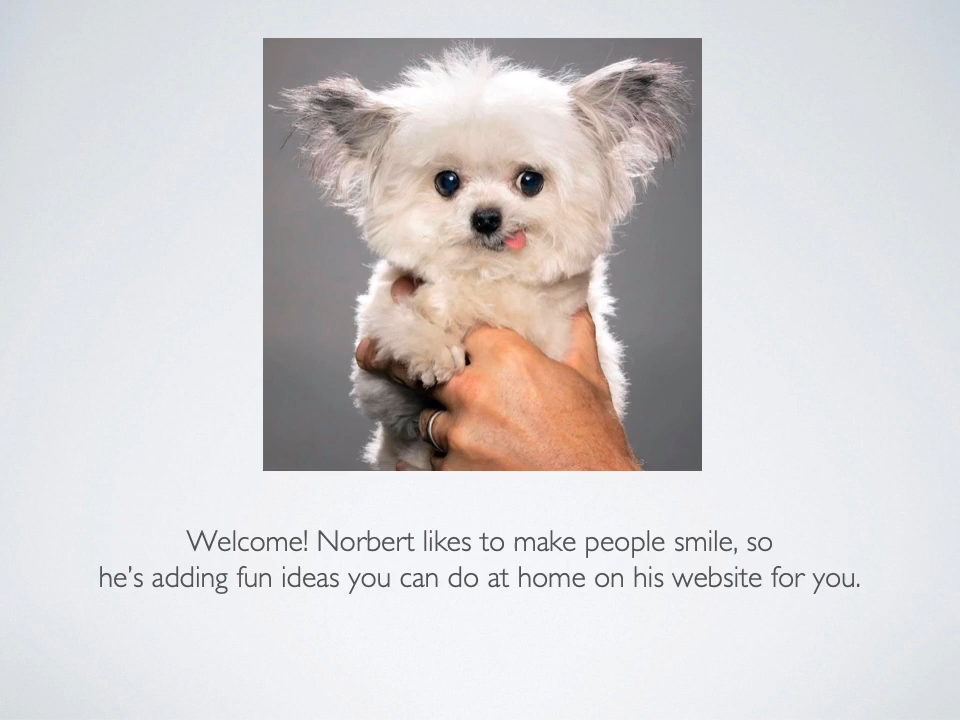 Welcome! Norbert likes to make people smile, so
he’s adding fun ideas you can do at home on his website for you.